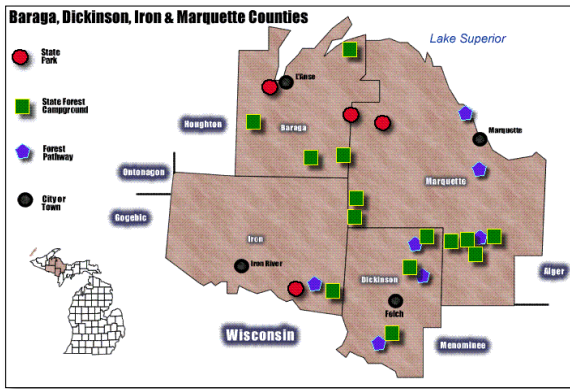 Baraga, Dickinson, Iron & Marquette Counties
Lake Superior
State
Park
L'Anse
State Forest
Campground
Houghton
Baraga
Marquette
Forest
Pathway
Ontonagon
Marquette
City or
Town
Gogebic
Iron
Iron River
Dickinson
Alger
Felch
Wisconsin
Menominee